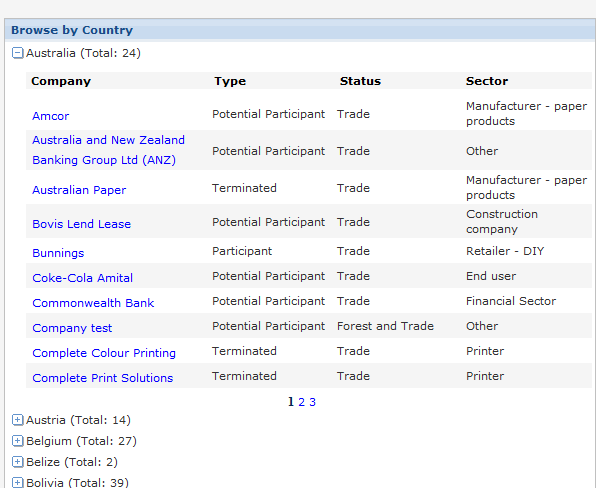 Browse by Country
Australia (Total: 24)
Company Type Status Sector
Amcor Potential Participant Trade Manufacturer - paper
products
Australia and New Zealand
Banking Group Ltd (ANZ) Potential Participant Trade Other
Australian Paper Terminated Trade Manufacturer - paper
products
Bovis Lend Lease Potential Participant Trade Construction
company
Bunnings Participant Trade Retailer - DIY
Coke-Cola Amital Potential Participant Trade End user
Commonwealth Bank Potential Participant Trade Financial Sector
Company test Potential Participant Forest and Trade Other
Complete Colour Printing Terminated Trade Printer
Complete Print Solutions Terminated Trade Printer
1 2 3
Austria (Total: 14)
Belgium (Total: 27)
Belize (Total: 2)
Bolivia (Total: 39)